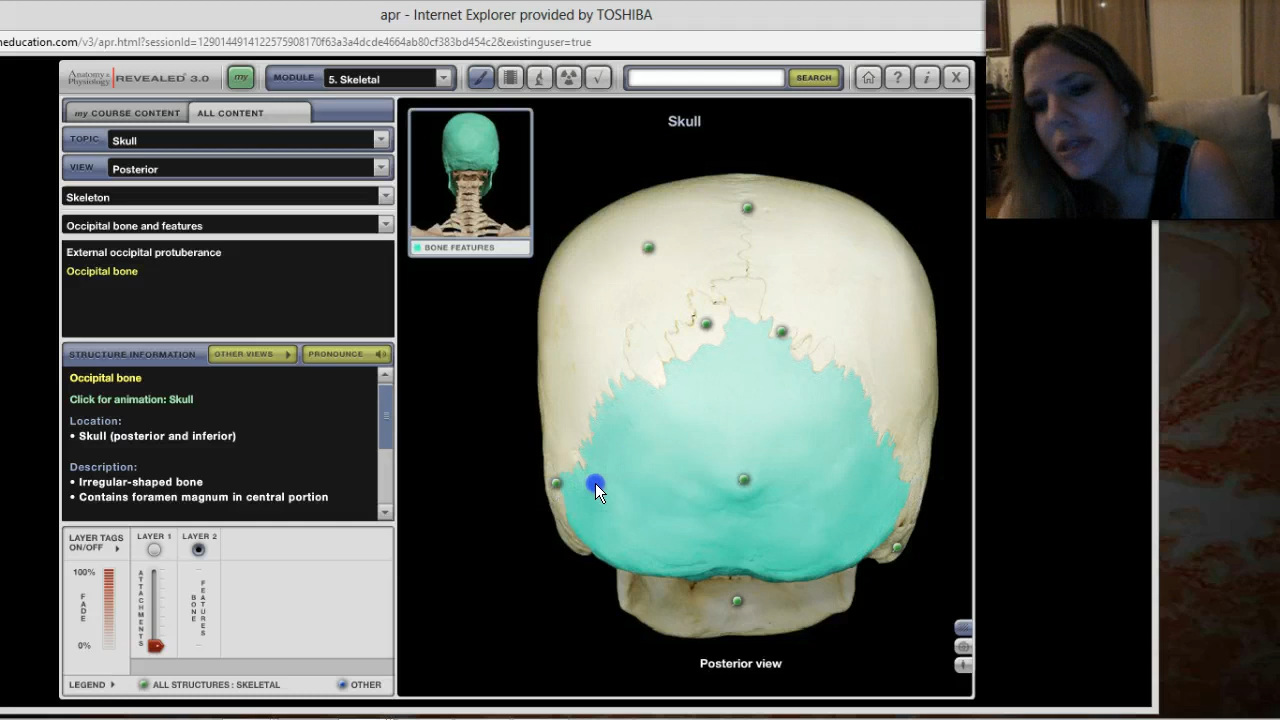 apr - Internet Explorer provided by TOSHIBA
neducation.com/v3/apr.html?sessionId=1290144914122575908170f63a3a4dcde4664ab80cf383bd454c2&existinguser=true
Anatomy & Physiology REVEALED 3.0
my
MODULE 5. Skeletal
SEARCH
? i X
my COURSE CONTENT ALL CONTENT
TOPIC Skull
VIEW Posterior
Skeleton
Occipital bone and features
External occipital protuberance
Occipital bone
STRUCTURE INFORMATION OTHER VIEWS PRONOUNCE
Occipital bone
Click for animation: Skull
Location:
• Skull (posterior and inferior)
Description:
• Irregular-shaped bone
• Contains foramen magnum in central portion
LAYER TAGS
ON/OFF
LAYER 1 LAYER 2
100%
FADE
0%
ATTACHMENTS
BONE FEATURES
LEGEND ALL STRUCTURES : SKELETAL OTHER
BONE FEATURES
Skull
Posterior view